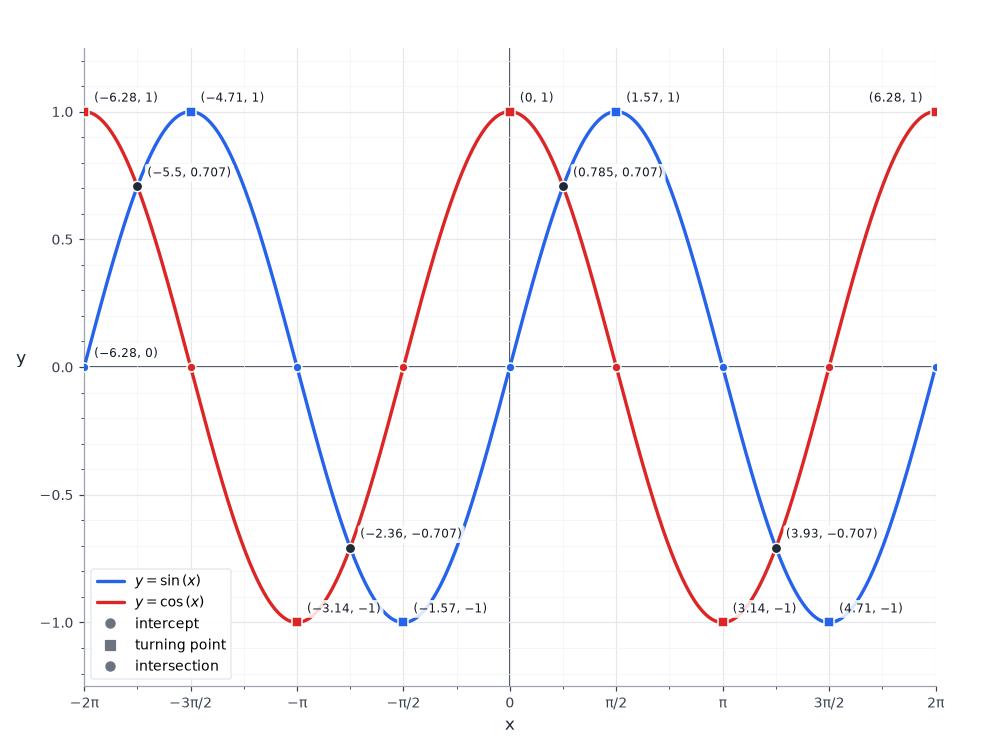 (−6.28, 1)
(−4.71, 1)
(0, 1)
(1.57, 1)
(6.28, 1)
1.0
(−5.5, 0.707)
(0.785, 0.707)
0.5
(−6.28, 0)
y
0.0
−0.5
(−2.36, −0.707)
(3.93, −0.707)
y = sin (x)
y = cos (x)
intercept
turning point
intersection
(−3.14, −1)
(−1.57, −1)
(3.14, −1)
(4.71, −1)
−1.0
−2π
−3π/2
−π
−π/2
0
π/2
π
3π/2
2π
x